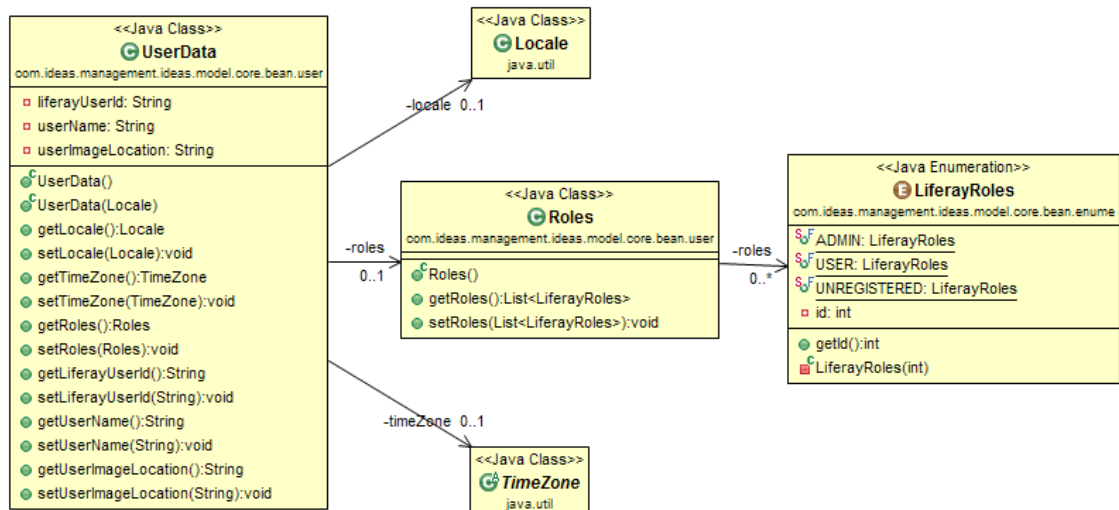 <<Java Class>>
UserData
com.ideas.management.ideas.model.core.bean.user
liferayUserId: String
userName: String
userImageLocation: String
UserData()
UserData(Locale)
getLocale():Locale
setLocale(Locale):void
getTimeZone():TimeZone
setTimeZone(TimeZone):void
getRoles():Roles
setRoles(Roles):void
getLiferayUserId():String
setLiferayUserId(String):void
getUserName():String
setUserName(String):void
getUserImageLocation():String
setUserImageLocation(String):void
<<Java Class>>
Locale
java.util
-locale 0..1
<<Java Class>>
Roles
com.ideas.management.ideas.model.core.bean.user
Roles()
getRoles():List<LiferayRoles>
setRoles(List<LiferayRoles>):void
-roles
0..1
<<Java Enumeration>>
LiferayRoles
com.ideas.management.ideas.model.core.bean.enume
ADMIN: LiferayRoles
USER: LiferayRoles
UNREGISTERED: LiferayRoles
id: int
getId():int
LiferayRoles(int)
-roles
0..*
-timeZone 0..1
<<Java Class>>
TimeZone
java.util